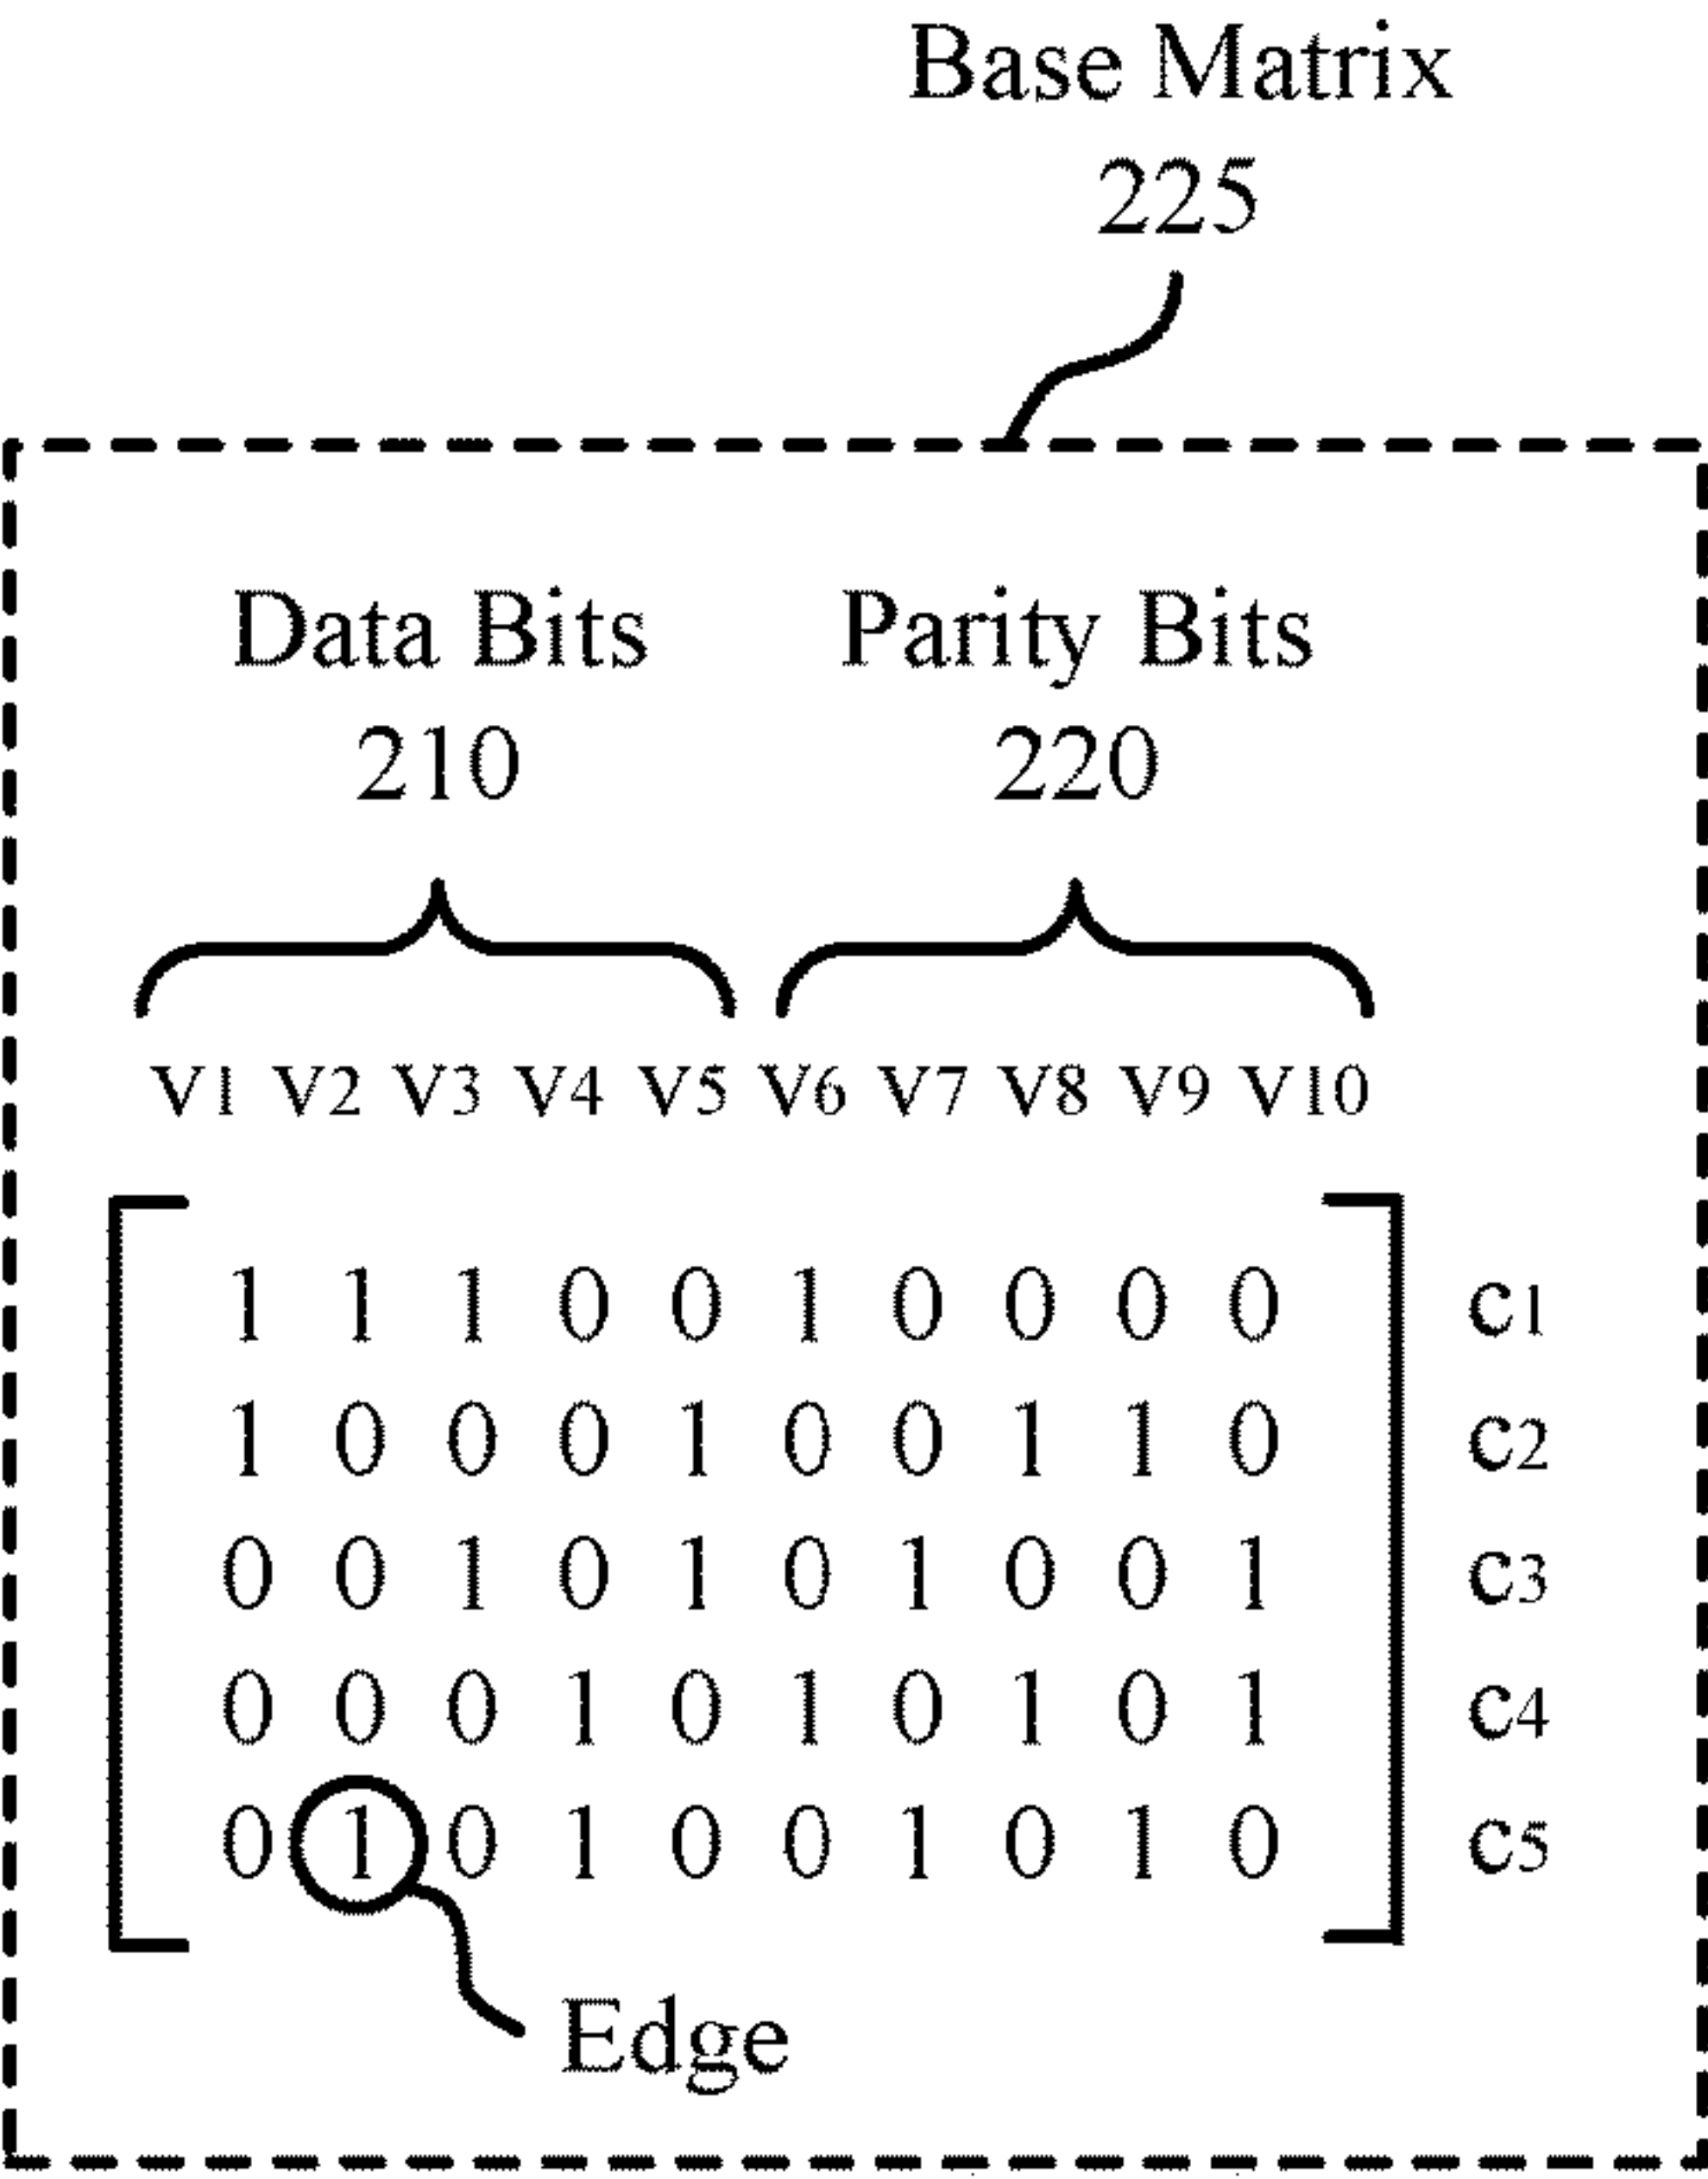 Base Matrix
225
Data Bits Parity Bits
210 220
V1 V2 V3 V4 V5 V6 V7 V8 V9 V10
1 1 1 0 0 1 0 0 0 0 c1
1 0 0 0 1 0 0 1 1 0 c2
0 0 1 0 1 0 1 0 0 1 c3
0 0 0 1 0 1 0 1 0 1 c4
0 1 0 1 0 0 1 0 1 0 c5
Edge